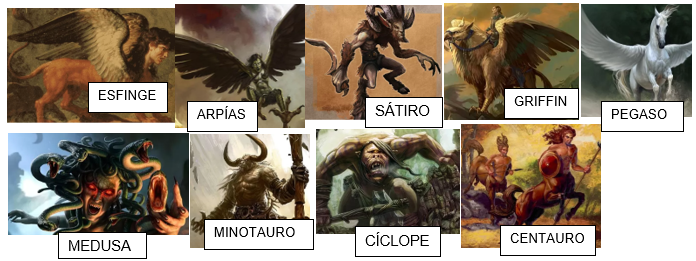 ESFINGE
ARPÍAS
SÁTIRO
GRIFFIN
PEGASO
MEDUSA
MINOTAURO
CÍCLOPE
CENTAURO